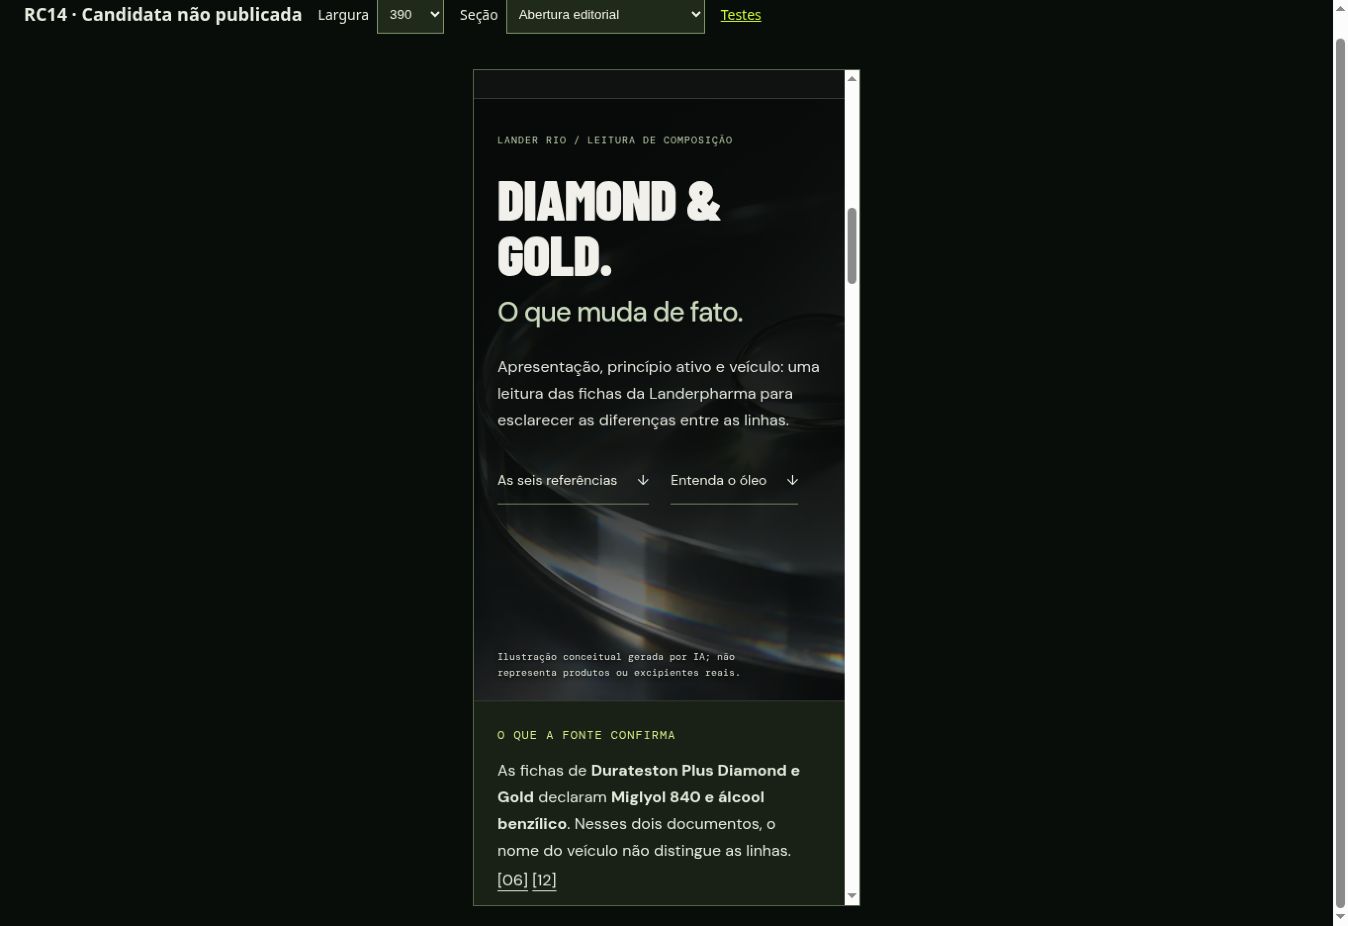 RC14 · Candidata não publicada Largura 390 Seção Abertura editorial Testes
LANDER RIO / LEITURA DE COMPOSIÇÃO
DIAMOND &
GOLD.
O que muda de fato.
Apresentação, princípio ativo e veículo: uma
leitura das fichas da Landerpharma para
esclarecer as diferenças entre as linhas.
As seis referências ↓ Entenda o óleo ↓
Ilustração conceitual gerada por IA; não
representa produtos ou excipientes reais.
O QUE A FONTE CONFIRMA
As fichas de Durateston Plus Diamond e
Gold declaram Miglyol 840 e álcool
benzílico. Nesses dois documentos, o
nome do veículo não distingue as linhas.
[06] [12]